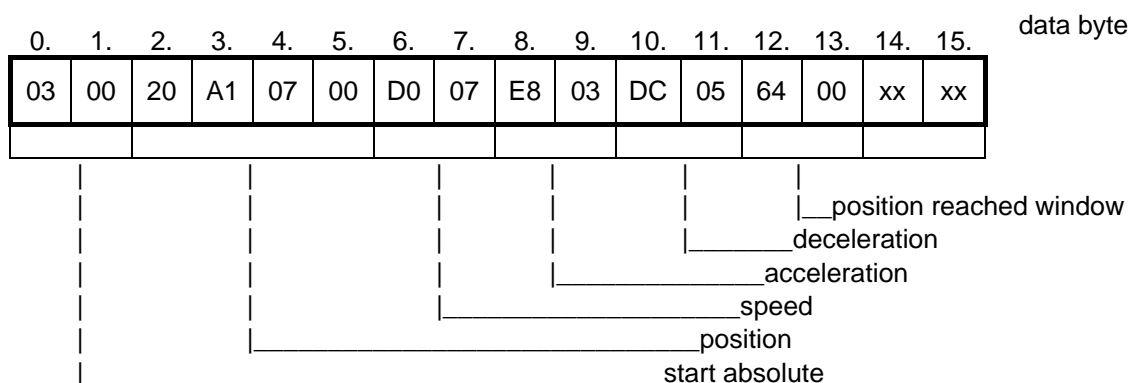 data byte
0. 1. 2. 3. 4. 5. 6. 7. 8. 9. 10. 11. 12. 13. 14. 15.
03 00 20 A1 07 00 D0 07 E8 03 DC 05 64 00 xx xx
position reached window
deceleration
acceleration
speed
position
start absolute